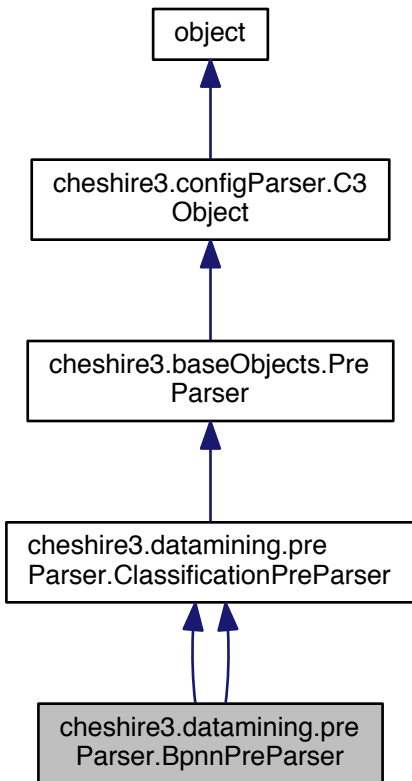 object
cheshire3.configParser.C3
Object
cheshire3.baseObjects.Pre
Parser
cheshire3.datamining.pre
Parser.ClassificationPreParser
cheshire3.datamining.pre
Parser.BpnnPreParser